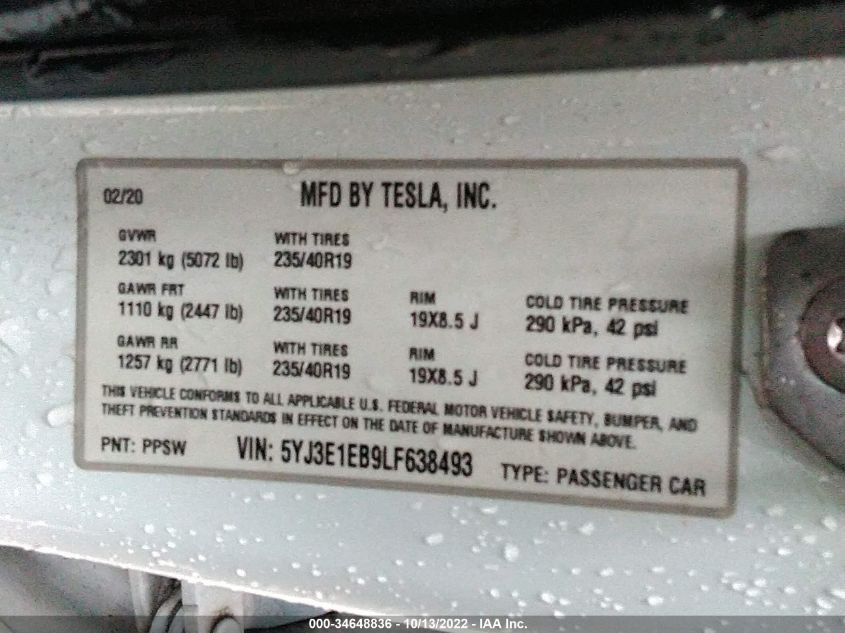 02/20 MFD BY TESLA, INC.
GVWR WITH TIRES
2301 kg (5072 lb) 235/40R19
GAWR FRT WITH TIRES RIM COLD TIRE PRESSURE
1110 kg (2447 lb) 235/40R19 19X8.5 J 290 kPa, 42 psi
GAWR RR WITH TIRES RIM COLD TIRE PRESSURE
1257 kg (2771 lb) 235/40R19 19X8.5 J 290 kPa, 42 psi
THIS VEHICLE CONFORMS TO ALL APPLICABLE U.S. FEDERAL MOTOR VEHICLE SAFETY, BUMPER, AND
THEFT PREVENTION STANDARDS IN EFFECT ON THE DATE OF MANUFACTURE SHOWN ABOVE.
PNT: PPSW VIN: 5YJ3E1EB9LF638493 TYPE: PASSENGER CAR
000-34648836 - 10/13/2022 - IAA Inc.